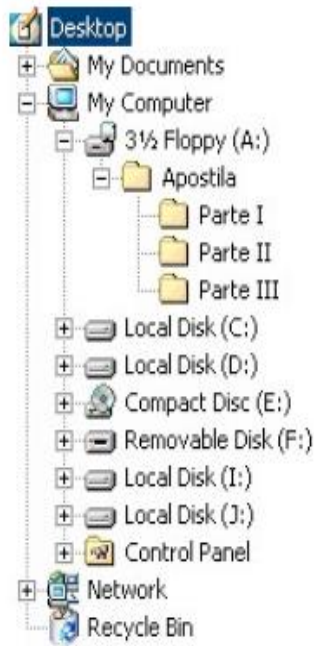 Desktop
My Documents
My Computer
3½ Floppy (A:)
Apostila
Parte I
Parte II
Parte III
Local Disk (C:)
Local Disk (D:)
Compact Disc (E:)
Removable Disk (F:)
Local Disk (I:)
Local Disk (J:)
Control Panel
Network
Recycle Bin